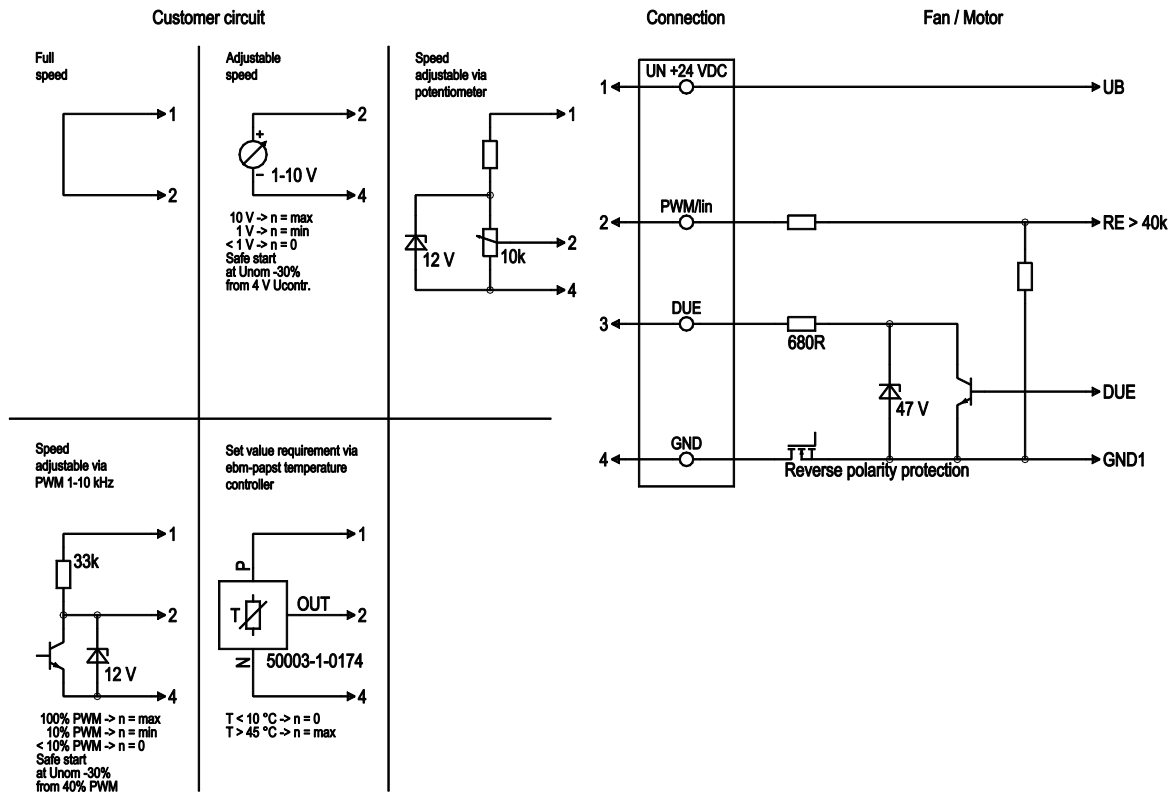 Customer circuit
Connection
Fan / Motor
Full
speed
1
2
Adjustable
speed
2
+
–
1-10 V
4
10 V -> n = max
1 V -> n = min
< 1 V -> n = 0
Safe start
at Unom -30%
from 4 V Ucontr.
Speed
adjustable via
potentiometer
1
12 V
10k
2
4
UN +24 VDC
1
UB
PWM/lin
2
RE > 40k
DUE
3
680R
47 V
DUE
GND
4
Reverse polarity protection
GND1
Speed
adjustable via
PWM 1-10 kHz
1
33k
2
12 V
4
100% PWM -> n = max
10% PWM -> n = min
< 10% PWM -> n = 0
Safe start
at Unom -30%
from 40% PWM
Set value requirement via
ebm-papst temperature
controller
1
P
T
OUT
2
N
50003-1-0174
4
T < 10 °C -> n = 0
T > 45 °C -> n = max